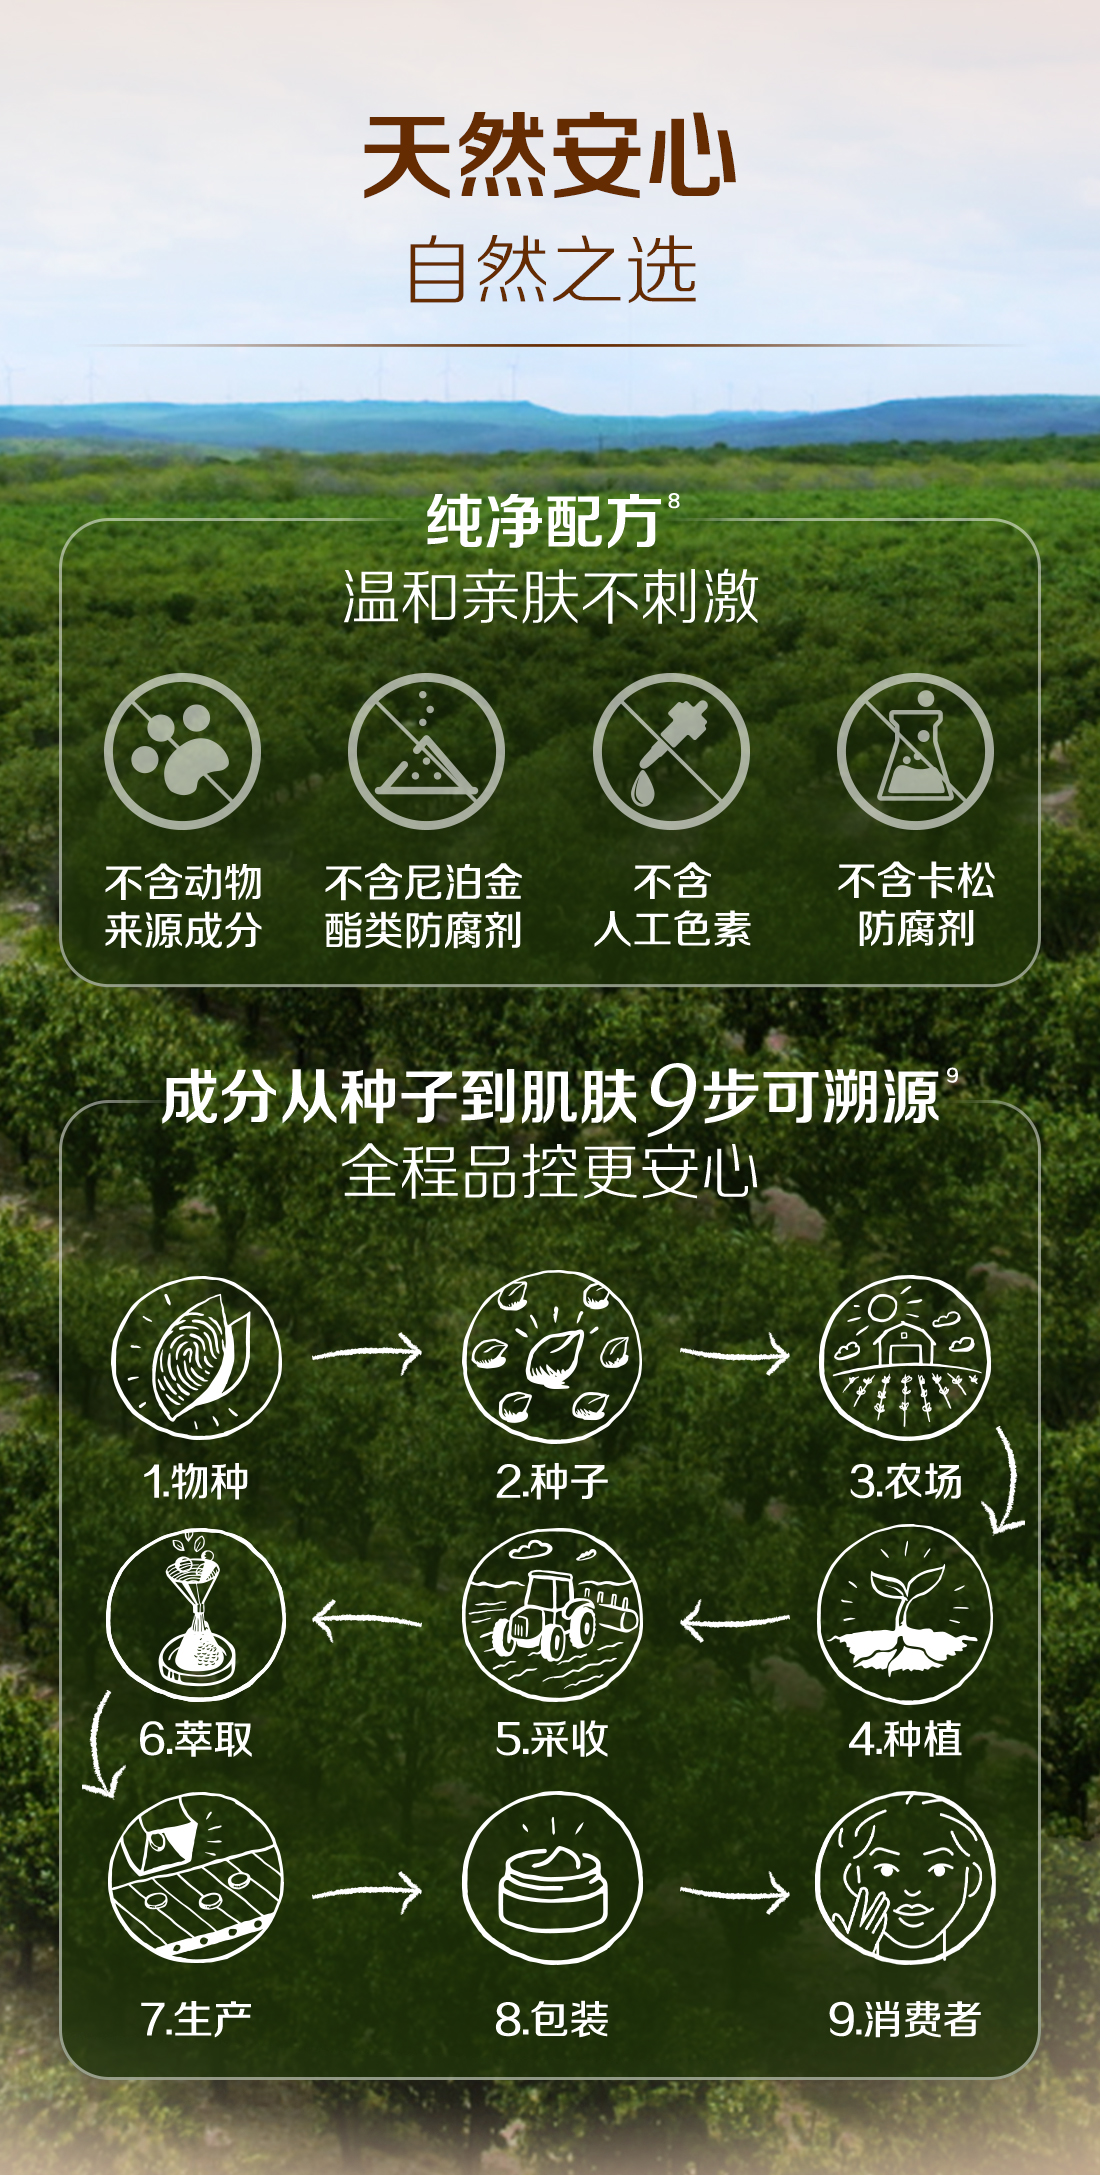 天然安心
自然之选
纯净配方8
温和亲肤不刺激
不含动物
来源成分
不含尼泊金
酯类防腐剂
不含
人工色素
不含卡松
防腐剂
成分从种子到肌肤9步可溯源9
全程品控更安心
1.物种
2.种子
3.农场
6.萃取
5.采收
4.种植
7.生产
8.包装
9.消费者